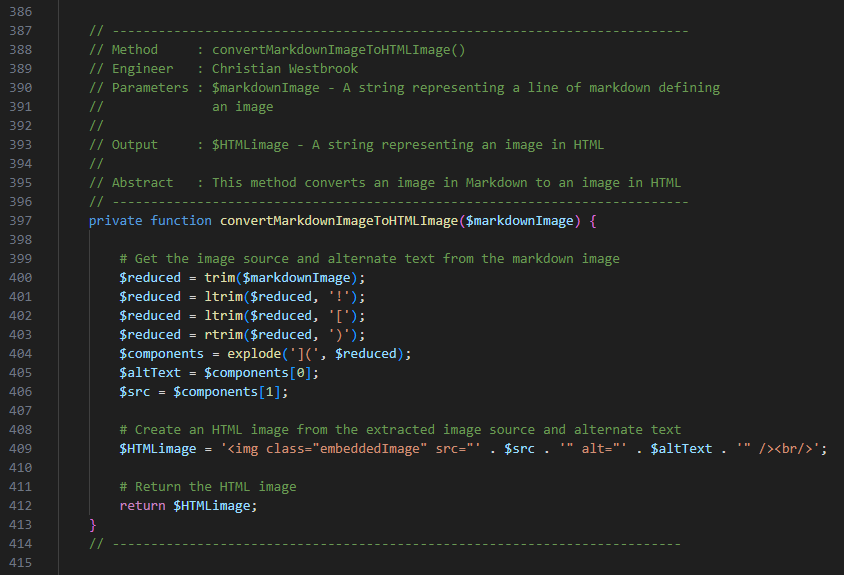 386
387 // ---------------------------------------------------------------------------
388 // Method     : convertMarkdownImageToHTMLImage()
389 // Engineer   : Christian Westbrook
390 // Parameters : $markdownImage - A string representing a line of markdown defining
391 //              an image
392 //
393 // Output     : $HTMLimage - A string representing an image in HTML
394 //
395 // Abstract   : This method converts an image in Markdown to an image in HTML
396 // ---------------------------------------------------------------------------
397 private function convertMarkdownImageToHTMLImage($markdownImage) {
398
399     # Get the image source and alternate text from the markdown image
400     $reduced = trim($markdownImage);
401     $reduced = ltrim($reduced, '!');
402     $reduced = ltrim($reduced, '[');
403     $reduced = rtrim($reduced, ')');
404     $components = explode('](', $reduced);
405     $altText = $components[0];
406     $src = $components[1];
407
408     # Create an HTML image from the extracted image source and alternate text
409     $HTMLimage = '<img class="embeddedImage" src="' . $src . '" alt="' . $altText . '" /><br/>';
410
411     # Return the HTML image
412     return $HTMLimage;
413 }
414 // --------------------------------------------------------------------------
415